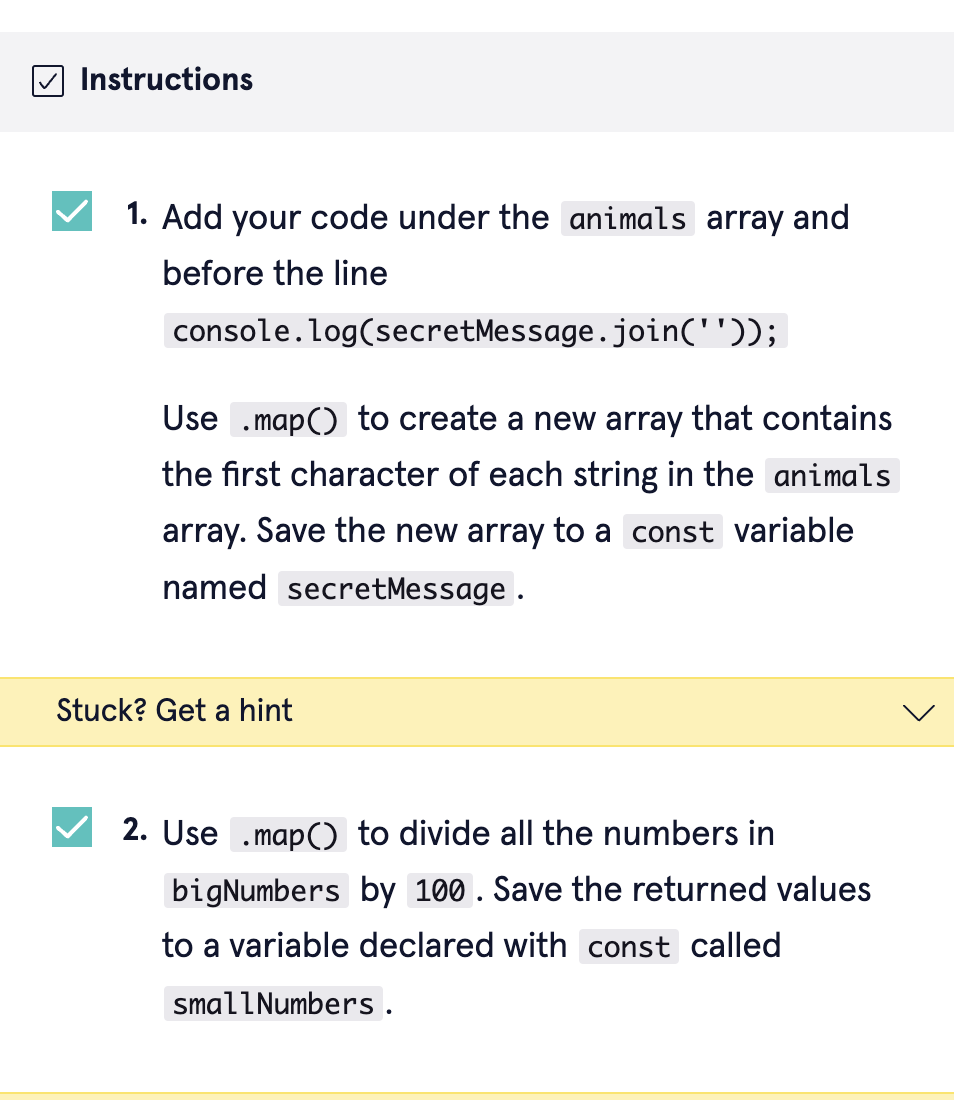 Instructions
1. Add your code under the animals array and
before the line
console.log(secretMessage.join(''));
Use .map() to create a new array that contains
the first character of each string in the animals
array. Save the new array to a const variable
named secretMessage.
Stuck? Get a hint
2. Use .map() to divide all the numbers in
bigNumbers by 100. Save the returned values
to a variable declared with const called
smallNumbers.